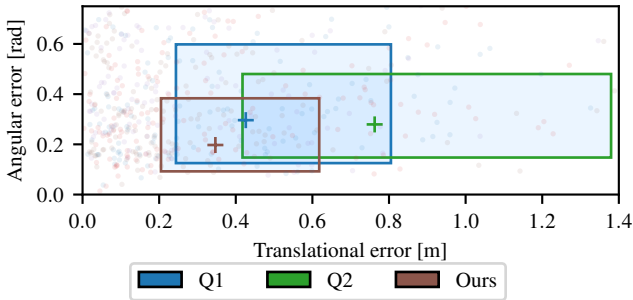 Angular error [rad]
0.6
0.4
0.2
0.0
0.0 0.2 0.4 0.6 0.8 1.0 1.2 1.4
Translational error [m]
Q1 Q2 Ours